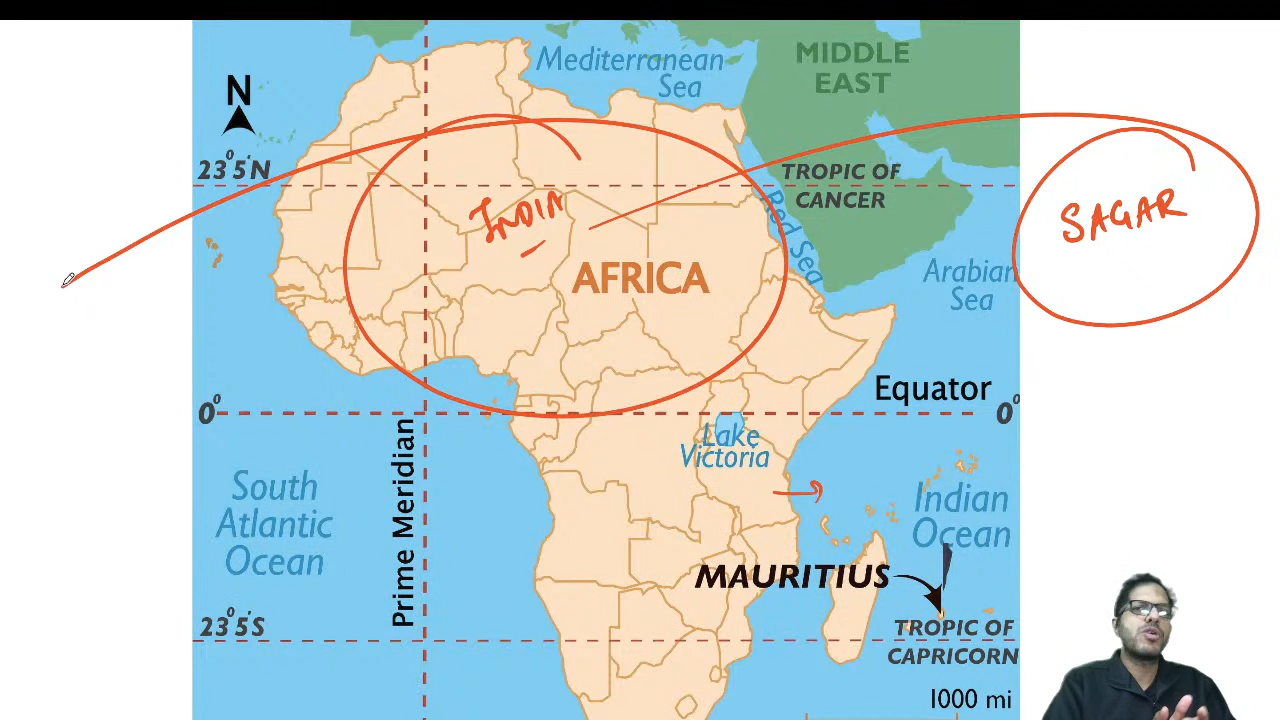 MIDDLE
EAST
Mediterranean
Sea
N
23°5'N
TROPIC OF
CANCER
Red Sea
INDIA
SAGAR
AFRICA
Arabian
Sea
Equator
0°
0°
Lake
Victoria
Prime Meridian
South
Atlantic
Ocean
Indian
Ocean
MAURITIUS
23°5'S
TROPIC OF
CAPRICORN
1000 mi